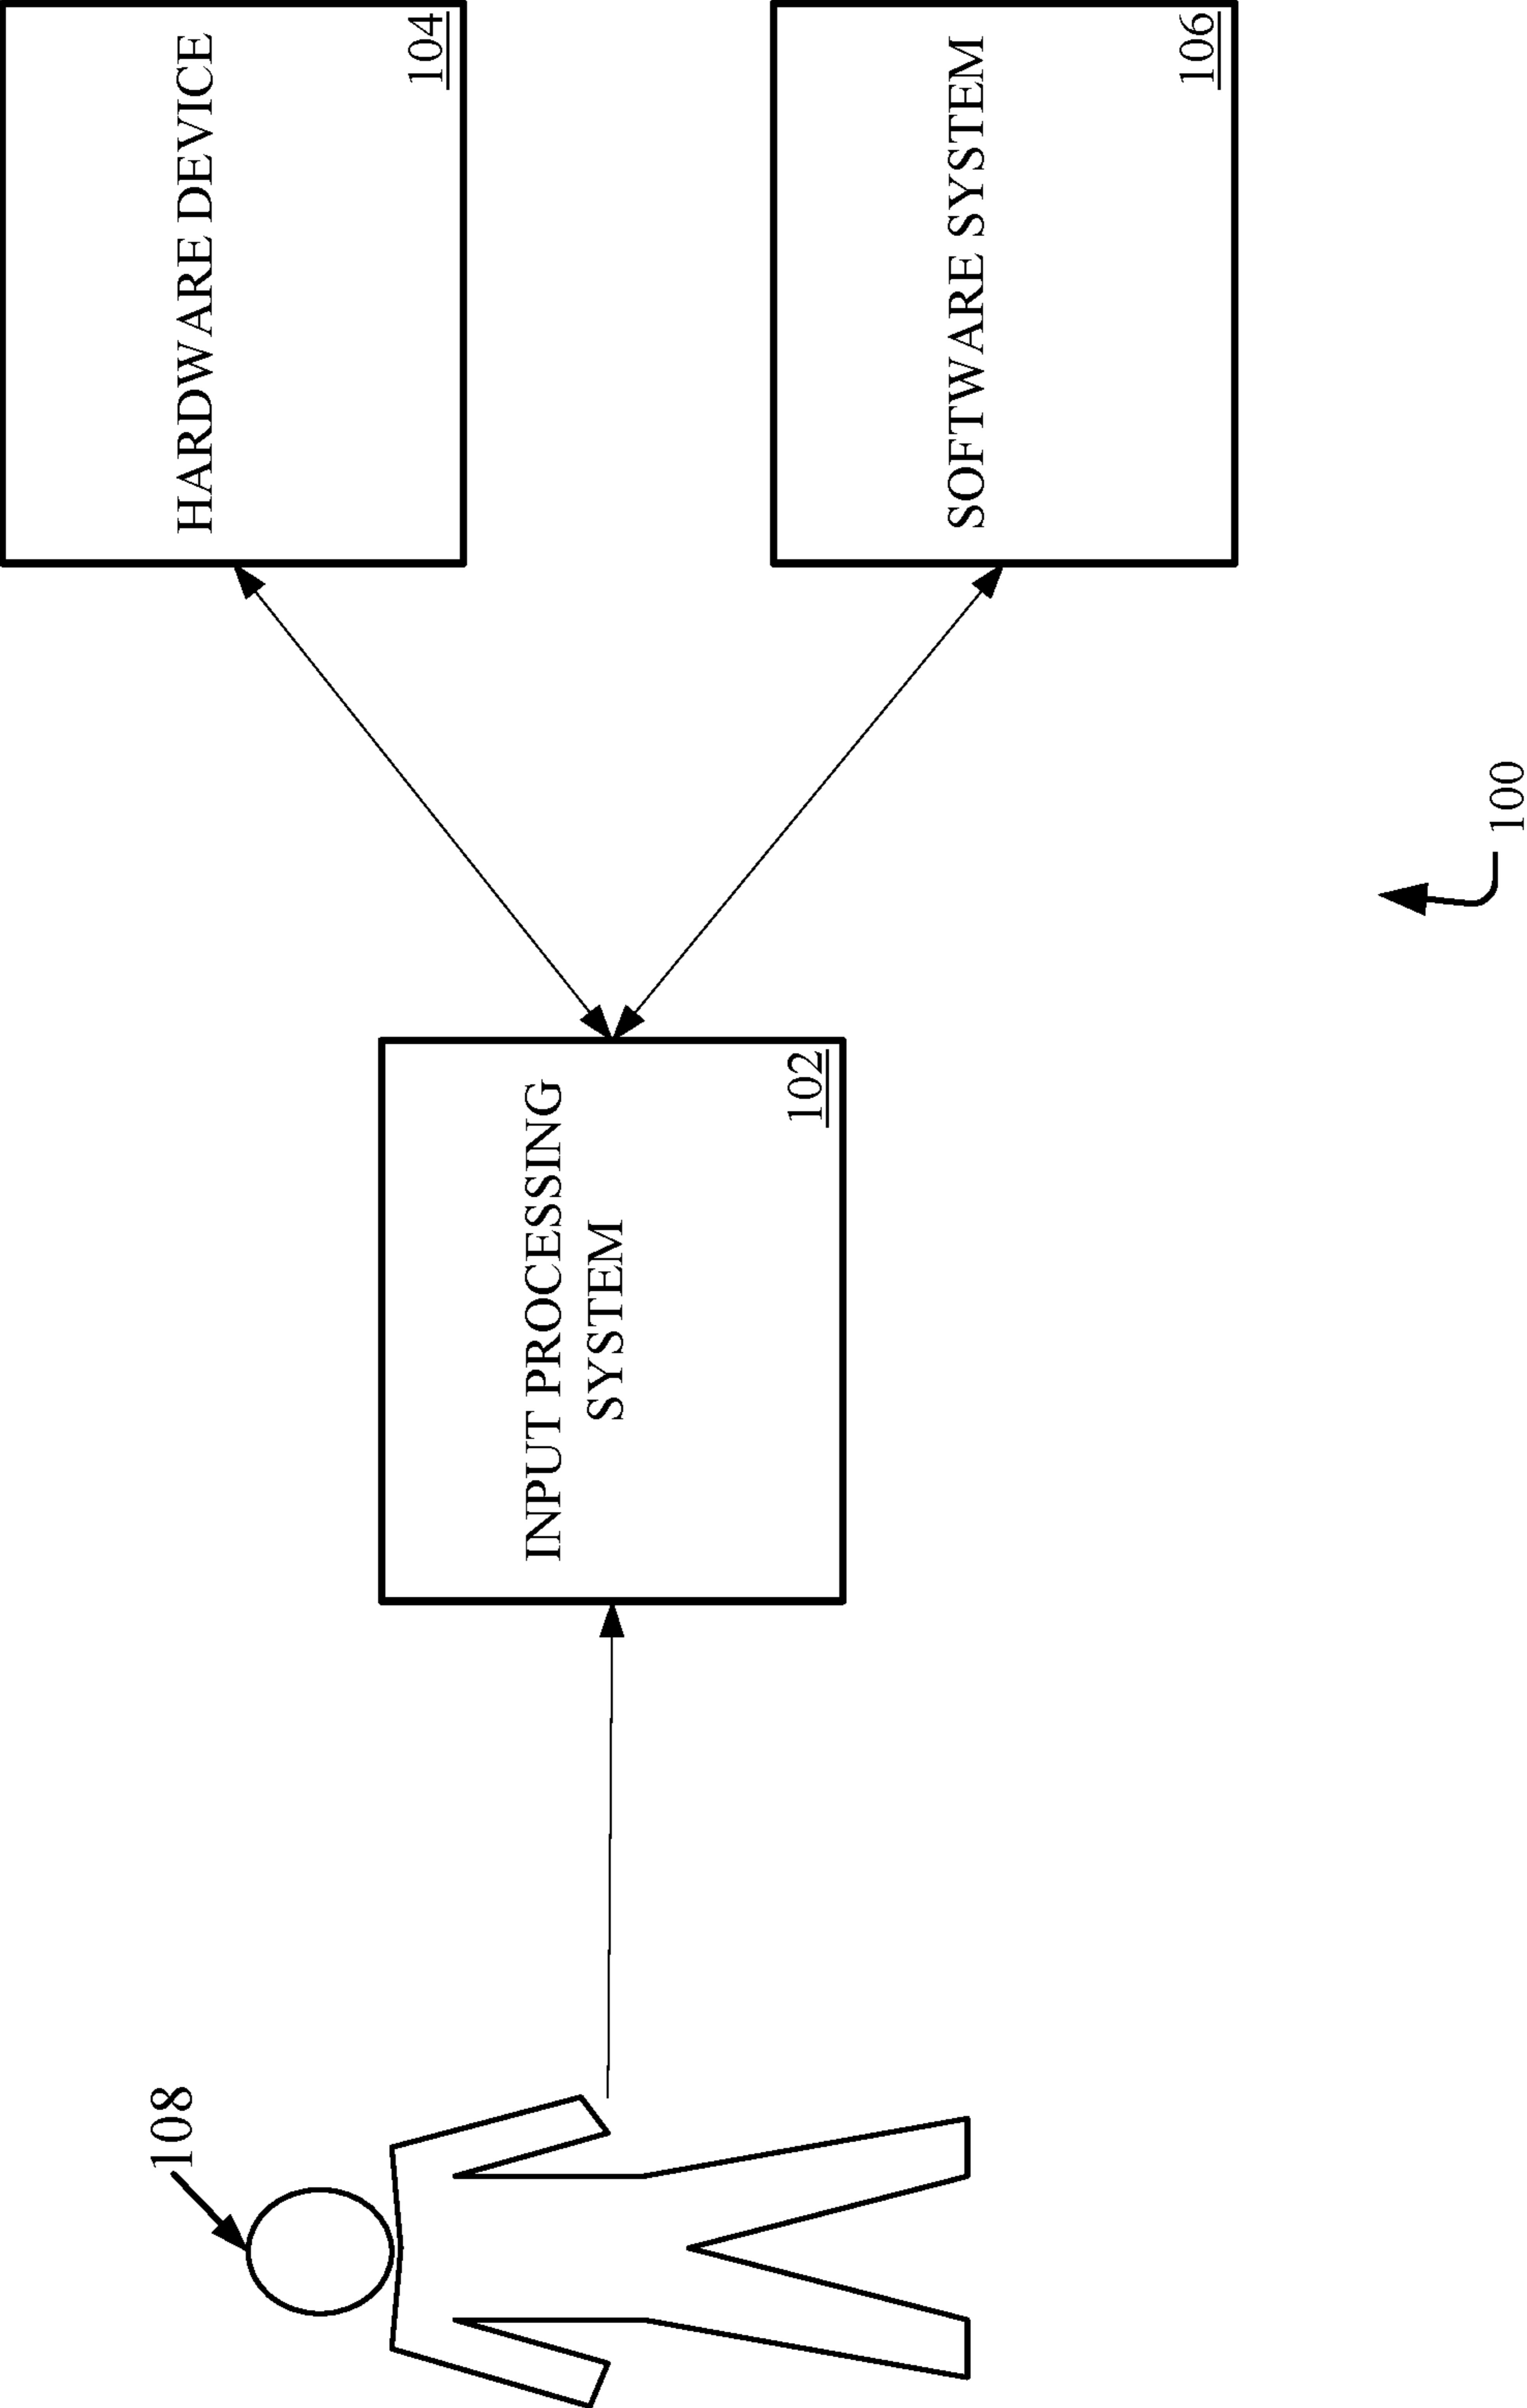 108
INPUT PROCESSING
SYSTEM
102
HARDWARE DEVICE
104
SOFTWARE SYSTEM
106
100